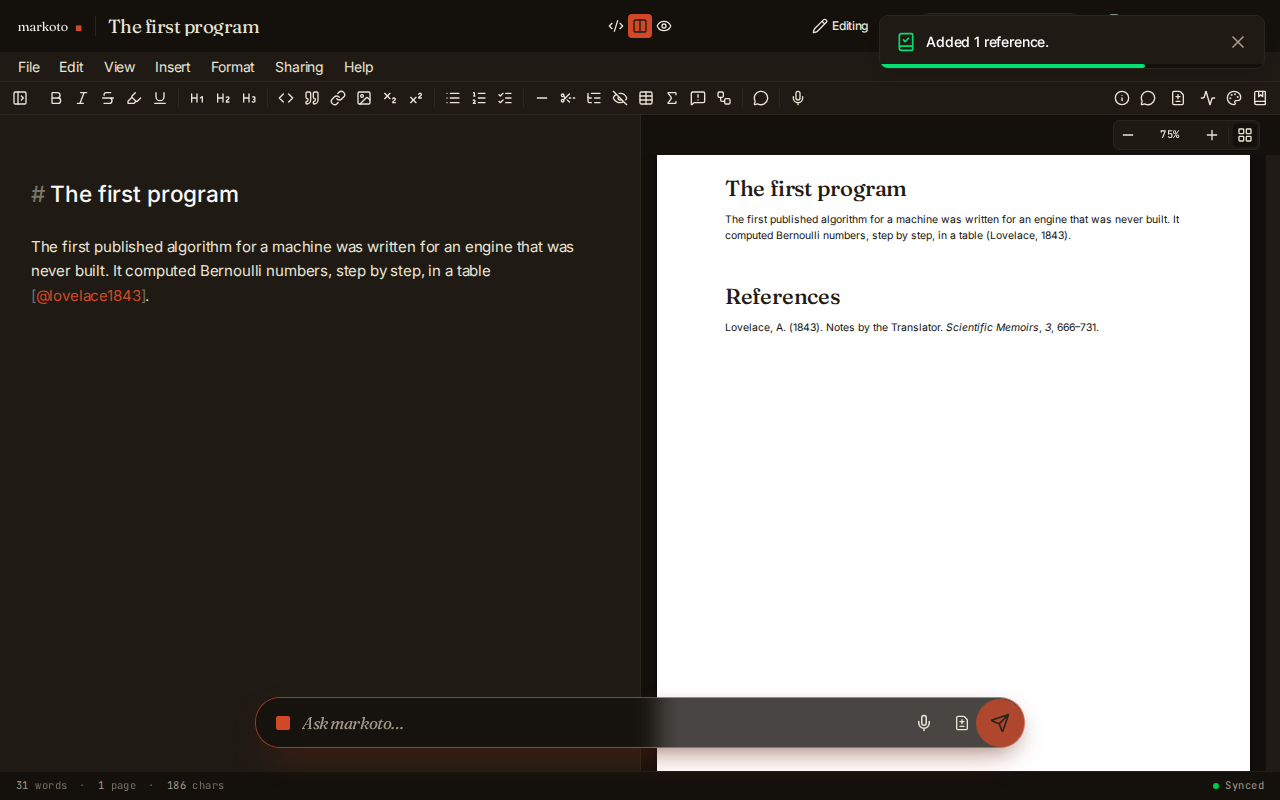 markoto
The first program
Editing
Added 1 reference.
File Edit View Insert Format Sharing Help
B I S U H1 H2 H3 X2 x2
75%
# The first program
The first published algorithm for a machine was written for an engine that was
never built. It computed Bernoulli numbers, step by step, in a table
[@lovelace1843].
The first program
The first published algorithm for a machine was written for an engine that was never built. It
computed Bernoulli numbers, step by step, in a table (Lovelace, 1843).
References
Lovelace, A. (1843). Notes by the Translator. Scientific Memoirs, 3, 666–731.
Ask markoto...
31 words · 1 page · 186 chars
Synced